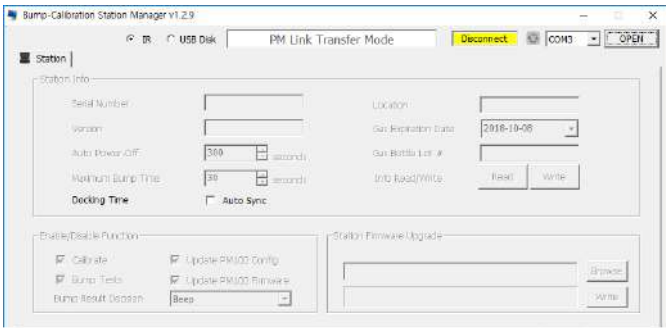 Bump-Calibration Station Manager v1.2.9
IR USB Disk PM Link Transfer Mode Disconnect COM3 OPEN
Station
Station Info
Serial Number Location
Version Gas Expiration Date 2018-10-08
Auto Power-Off 300 seconds Gas Bottle Lot #
Maximum Bump Time 30 seconds Info Read/Write Read Write
Docking Time Auto Sync
Enable/Disable Function Station Firmware Upgrade
Calibrate Update PM100 Config
Bump Tests Update PM100 Firmware Browse
Bump Result Decision Beep Write